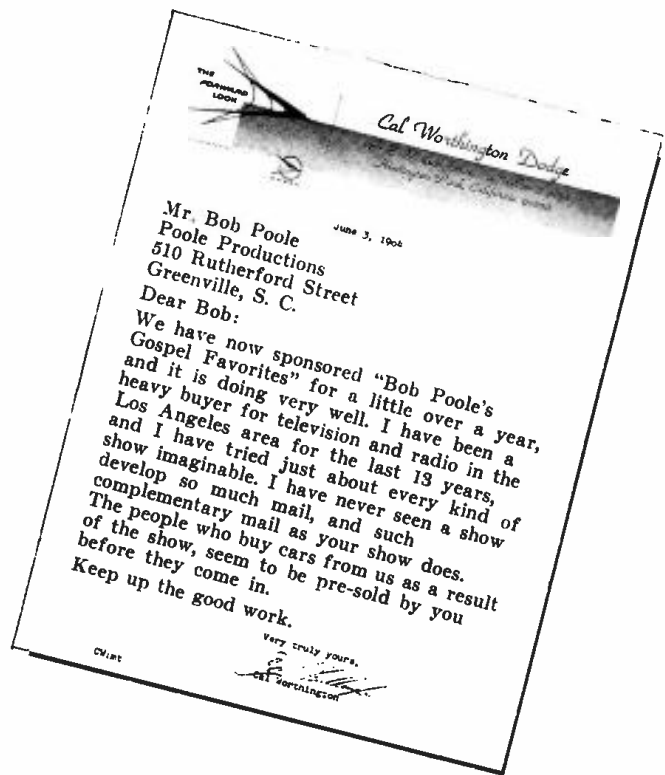 THE
FORWARD
LOOK
Cal Worthington Dodge
June 3, 196
Mr. Bob Poole
Poole Productions
510 Rutherford Street
Greenville, S. C.
Dear Bob:
We have now sponsored “Bob Poole's
Gospel Favorites” for a little over a year,
and it is doing very well. I have been a
heavy buyer for television and radio in the
Los Angeles area for the last 13 years,
and I have tried just about every kind of
show imaginable. I have never seen a show
develop so much mail, and such
complementary mail as your show does.
The people who buy cars from us as a result
of the show, seem to be pre-sold by you
before they come in.
Keep up the good work.
Very truly yours,
Cal Worthington
CW:mt